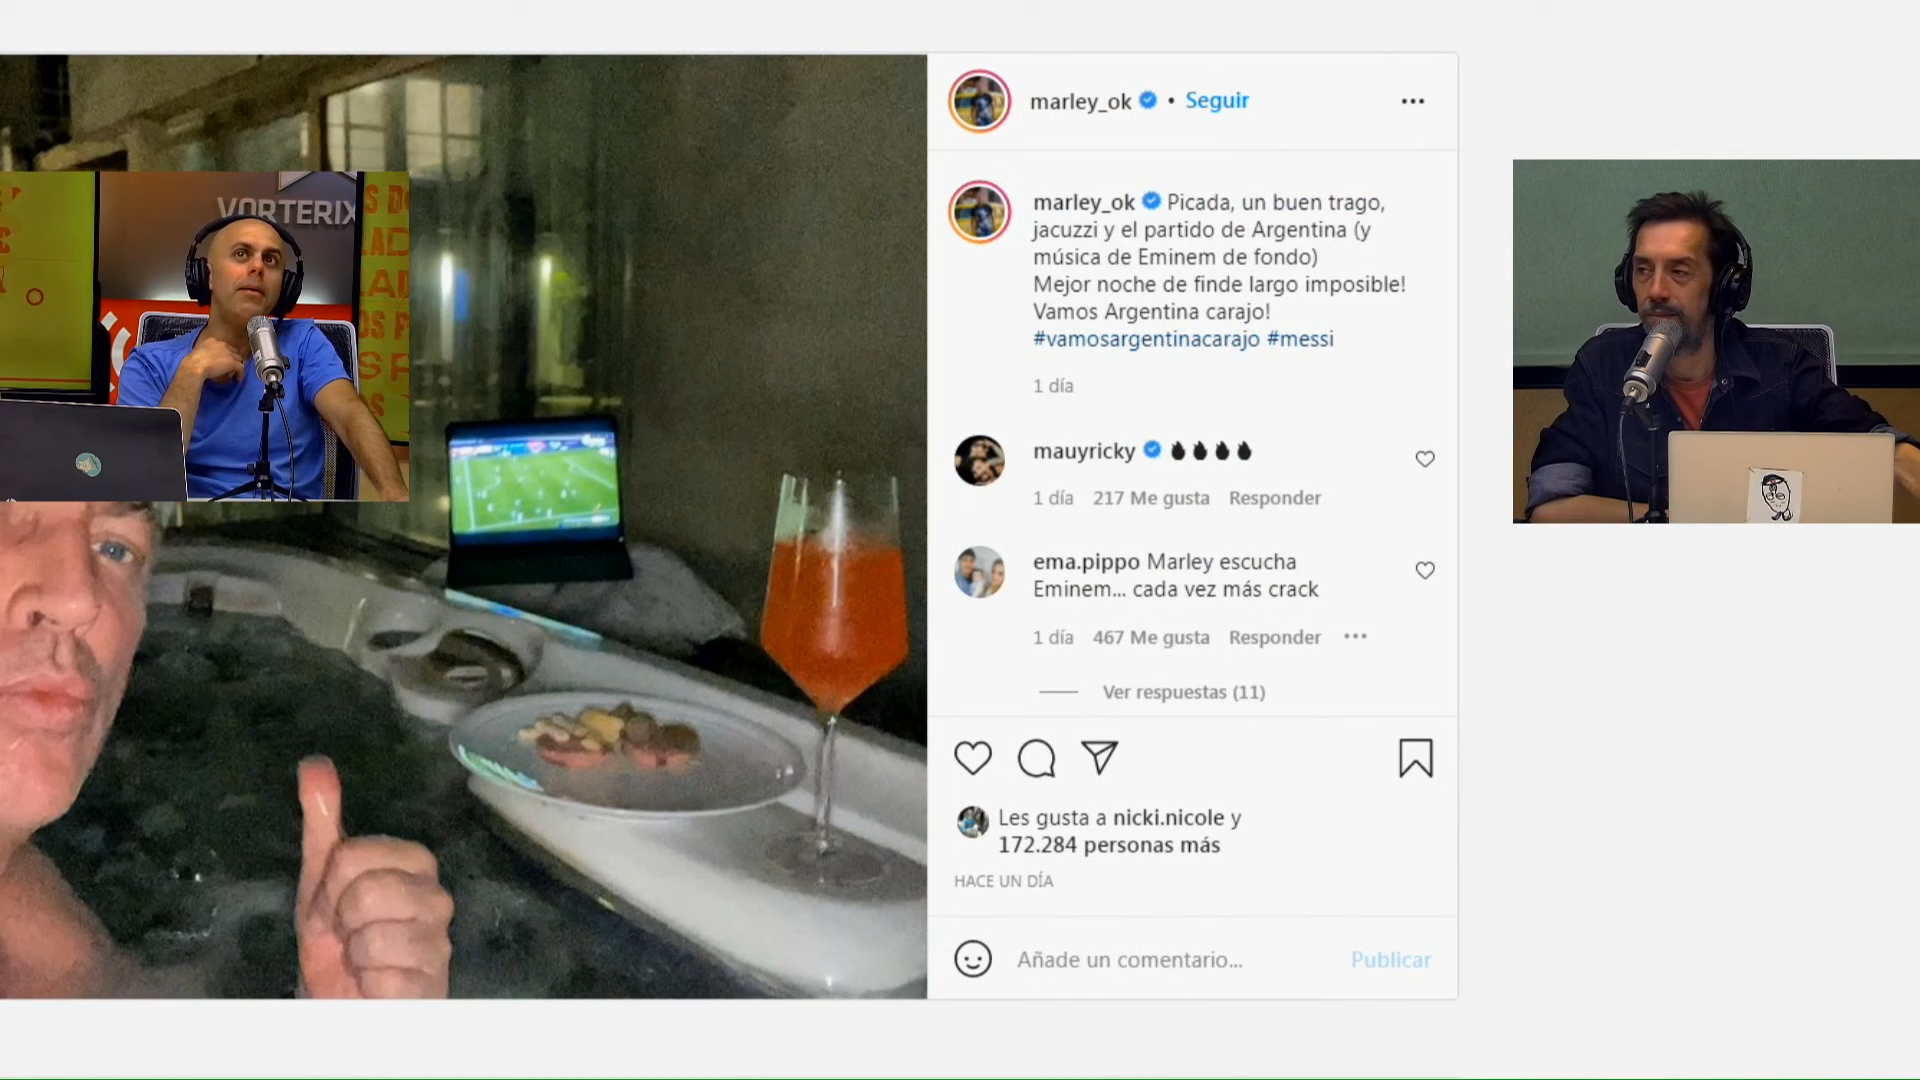 VORTERIX
marley_ok • Seguir
marley_ok Picada, un buen trago,
jacuzzi y el partido de Argentina (y
música de Eminem de fondo)
Mejor noche de finde largo imposible!
Vamos Argentina carajo!
#vamosargentinacarajo #messi
1 día
mauyricky
1 día 217 Me gusta Responder
ema.pippo Marley escucha
Eminem... cada vez más crack
1 día 467 Me gusta Responder
Ver respuestas (11)
Les gusta a nicki.nicole y
172.284 personas más
HACE UN DÍA
Añade un comentario... Publicar